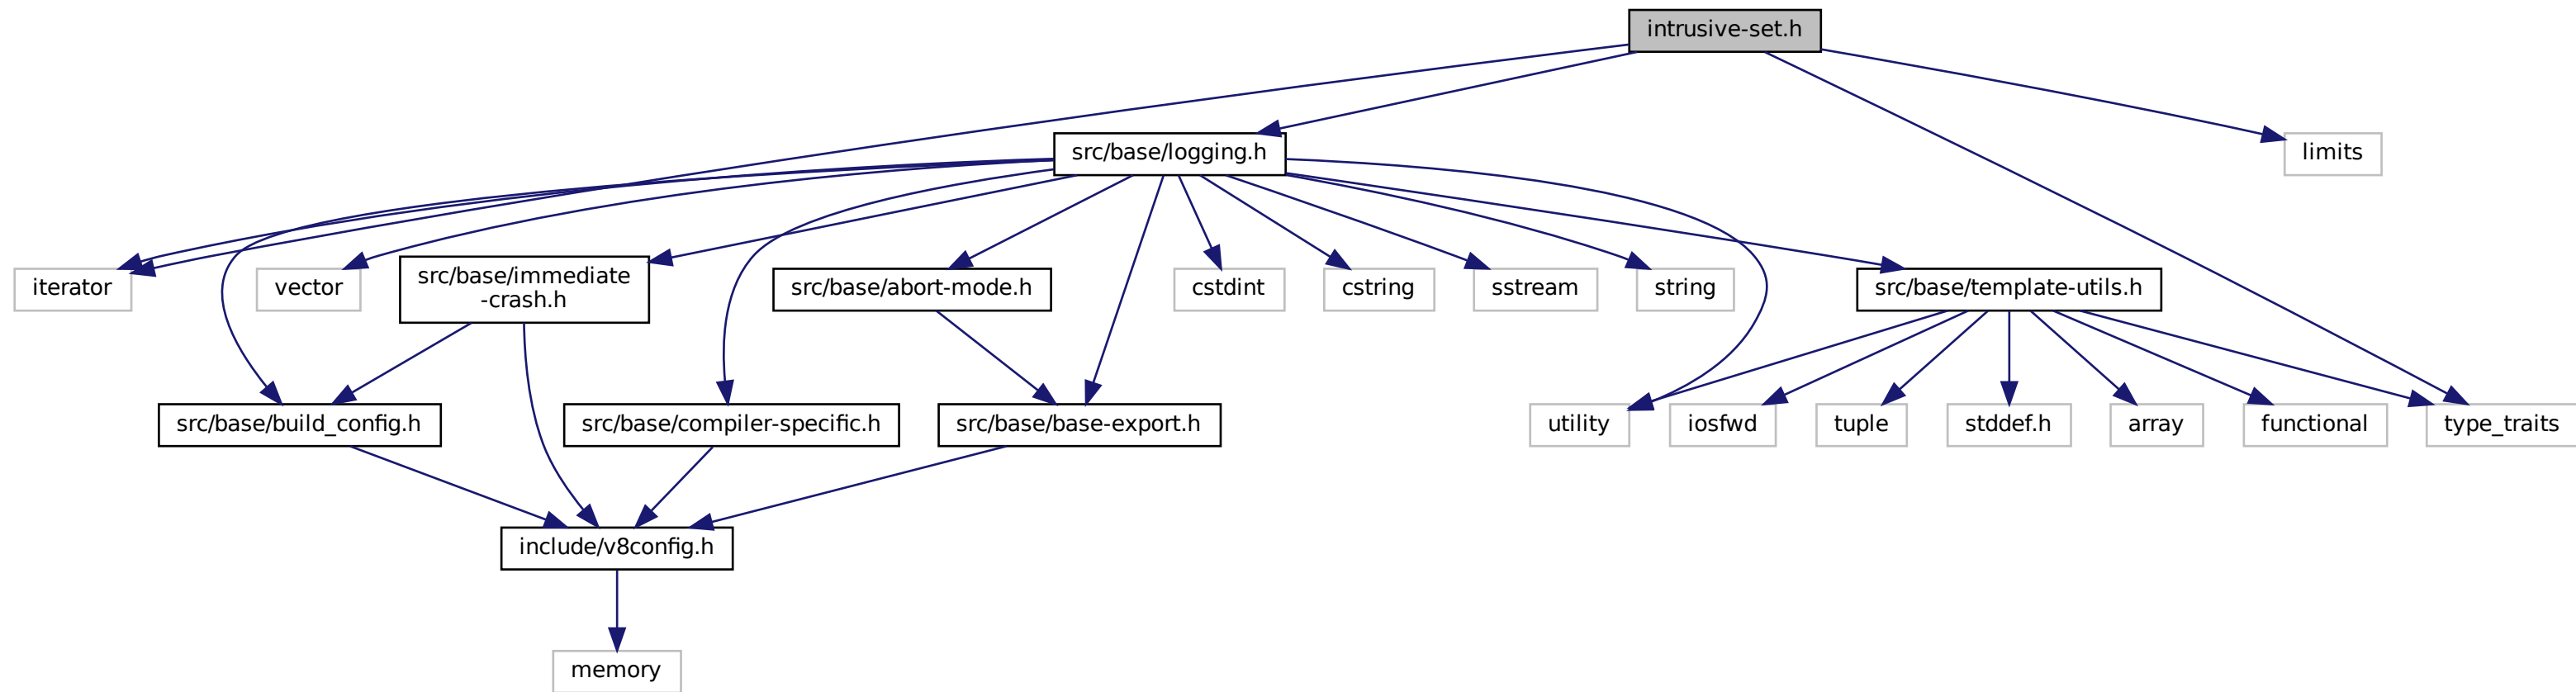 intrusive-set.h
src/base/logging.h
limits
iterator
vector
src/base/immediate
-crash.h
src/base/abort-mode.h
cstdint
cstring
sstream
string
src/base/template-utils.h
src/base/build_config.h
src/base/compiler-specific.h
src/base/base-export.h
utility
iosfwd
tuple
stddef.h
array
functional
type_traits
include/v8config.h
memory